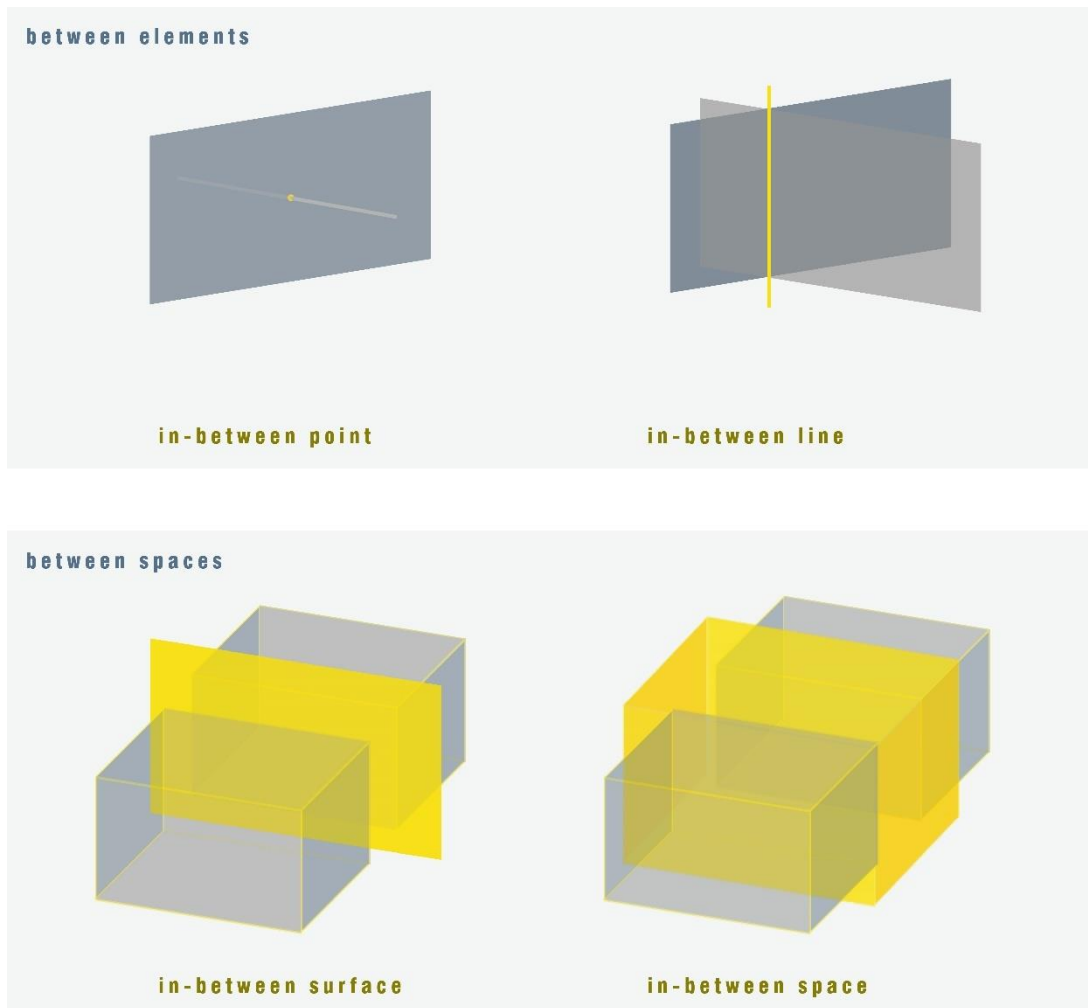 between elements
in-between point
in-between line
between spaces
in-between surface
in-between space